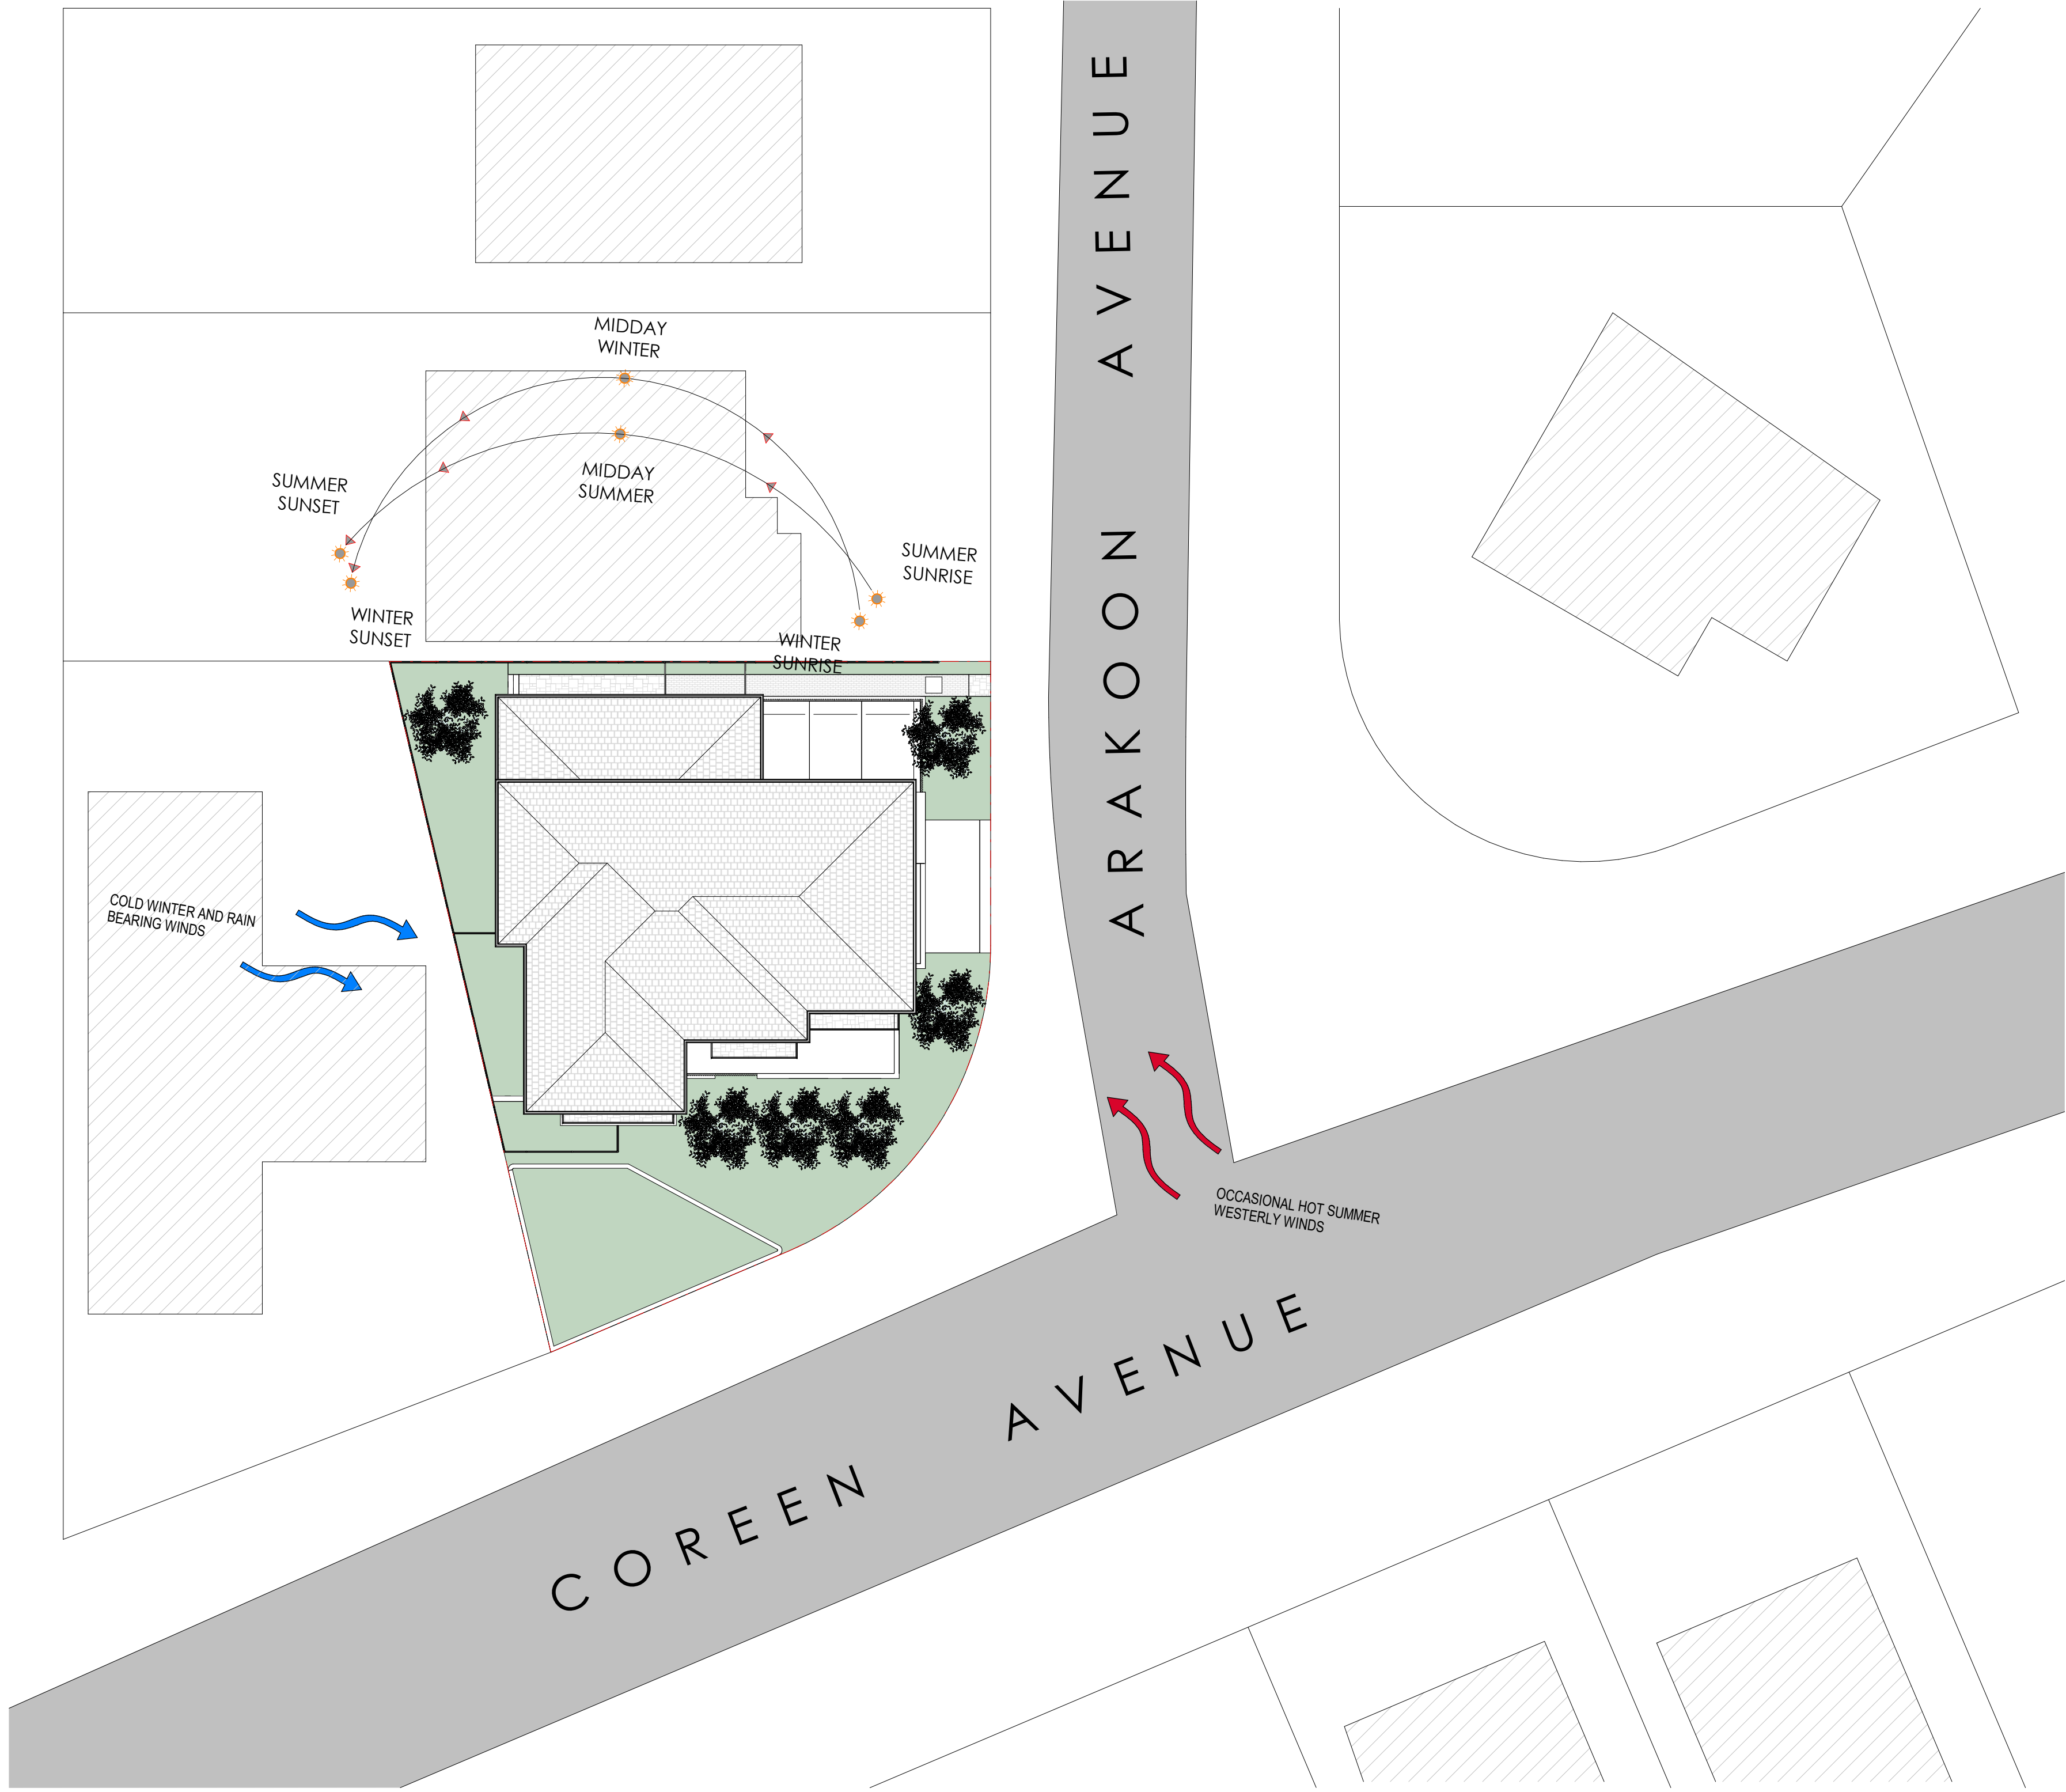 ARAKOON AVENUE
MIDDAY
WINTER
MIDDAY
SUMMER
SUMMER
SUNSET
SUMMER
SUNRISE
WINTER
SUNSET
WINTER
SUNRISE
COLD WINTER AND RAIN
BEARING WINDS
OCCASIONAL HOT SUMMER
WESTERLY WINDS
COREEN AVENUE